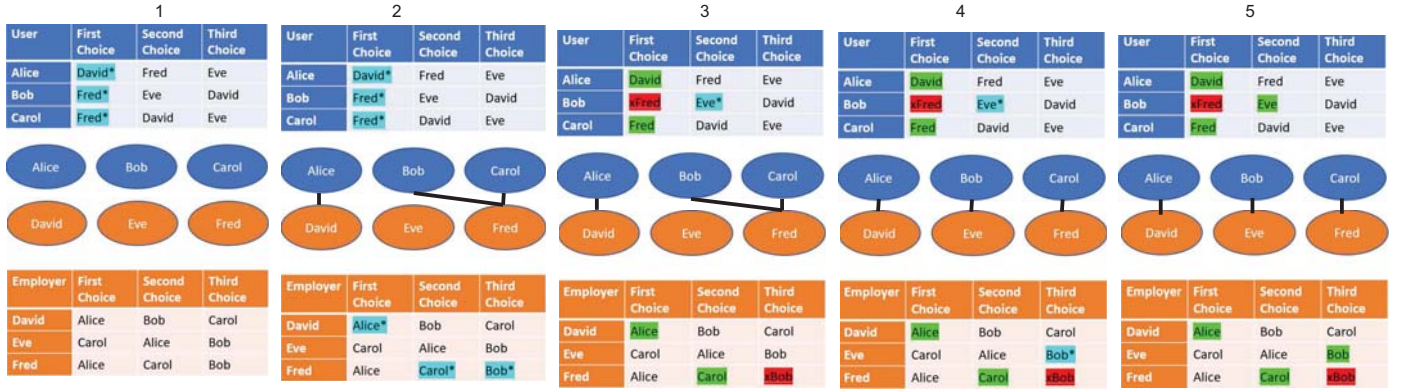 1
User First Choice Second Choice Third Choice
Alice David* Fred Eve
Bob Fred* Eve David
Carol Fred* David Eve
Alice Bob Carol
David Eve Fred
Employer First Choice Second Choice Third Choice
David Alice Bob Carol
Eve Carol Alice Bob
Fred Alice Carol Bob
2
User First Choice Second Choice Third Choice
Alice David* Fred Eve
Bob Fred* Eve David
Carol Fred* David Eve
Alice Bob Carol
David Eve Fred
Employer First Choice Second Choice Third Choice
David Alice* Bob Carol
Eve Carol Alice Bob
Fred Alice Carol* Bob*
3
User First Choice Second Choice Third Choice
Alice David Fred Eve
Bob xFred Eve* David
Carol Fred David Eve
Alice Bob Carol
David Eve Fred
Employer First Choice Second Choice Third Choice
David Alice Bob Carol
Eve Carol Alice Bob
Fred Alice Carol xBob
4
User First Choice Second Choice Third Choice
Alice David Fred Eve
Bob xFred Eve* David
Carol Fred David Eve
Alice Bob Carol
David Eve Fred
Employer First Choice Second Choice Third Choice
David Alice Bob Carol
Eve Carol Alice Bob*
Fred Alice Carol xBob
5
User First Choice Second Choice Third Choice
Alice David Fred Eve
Bob xFred Eve David
Carol Fred David Eve
Alice Bob Carol
David Eve Fred
Employer First Choice Second Choice Third Choice
David Alice Bob Carol
Eve Carol Alice Bob
Fred Alice Carol xBob